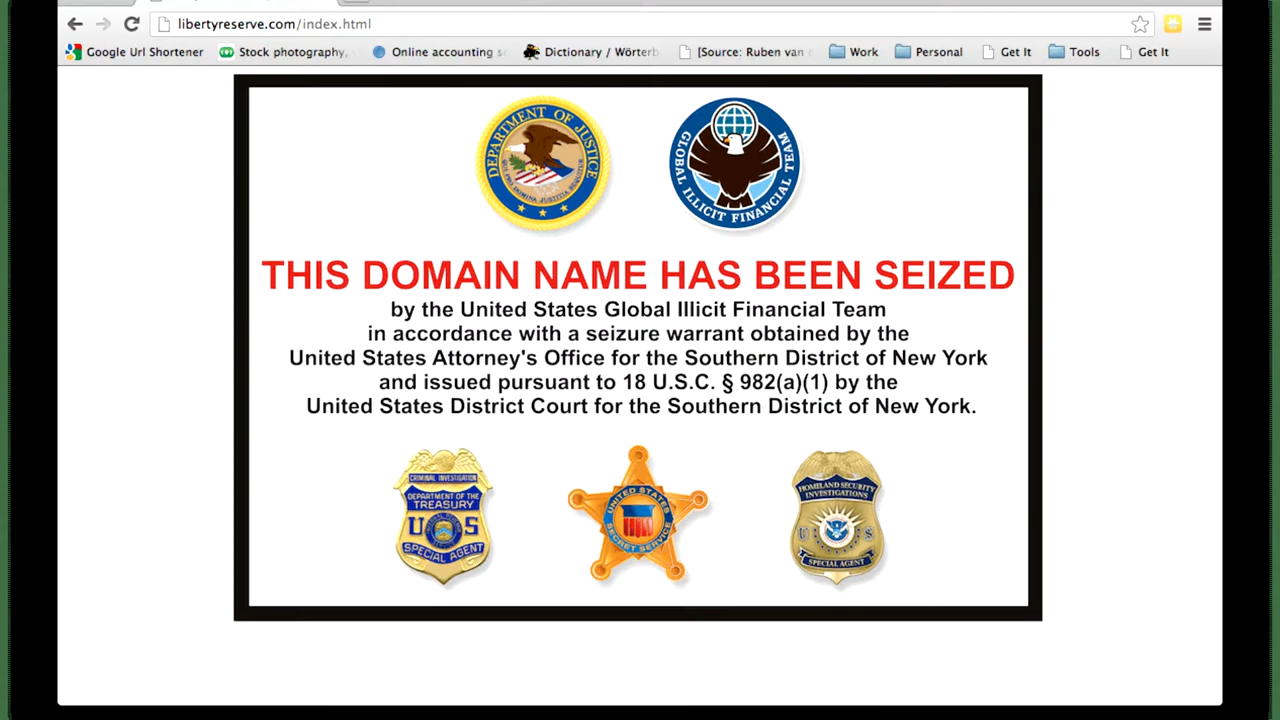 libertyreserve.com/index.html
Google Url Shortener
Stock photography,
Online accounting s
Dictionary / Wörterb
[Source: Ruben van d
Work
Personal
Get It
Tools
Get It
DEPARTMENT OF JUSTICE
GLOBAL ILLICIT FINANCIAL TEAM
THIS DOMAIN NAME HAS BEEN SEIZED
by the United States Global Illicit Financial Team
in accordance with a seizure warrant obtained by the
United States Attorney's Office for the Southern District of New York
and issued pursuant to 18 U.S.C. § 982(a)(1) by the
United States District Court for the Southern District of New York.
CRIMINAL INVESTIGATION
DEPARTMENT OF THE
TREASURY
U S
SPECIAL AGENT
UNITED STATES
SECRET SERVICE
HOMELAND SECURITY
INVESTIGATIONS
U S
SPECIAL AGENT